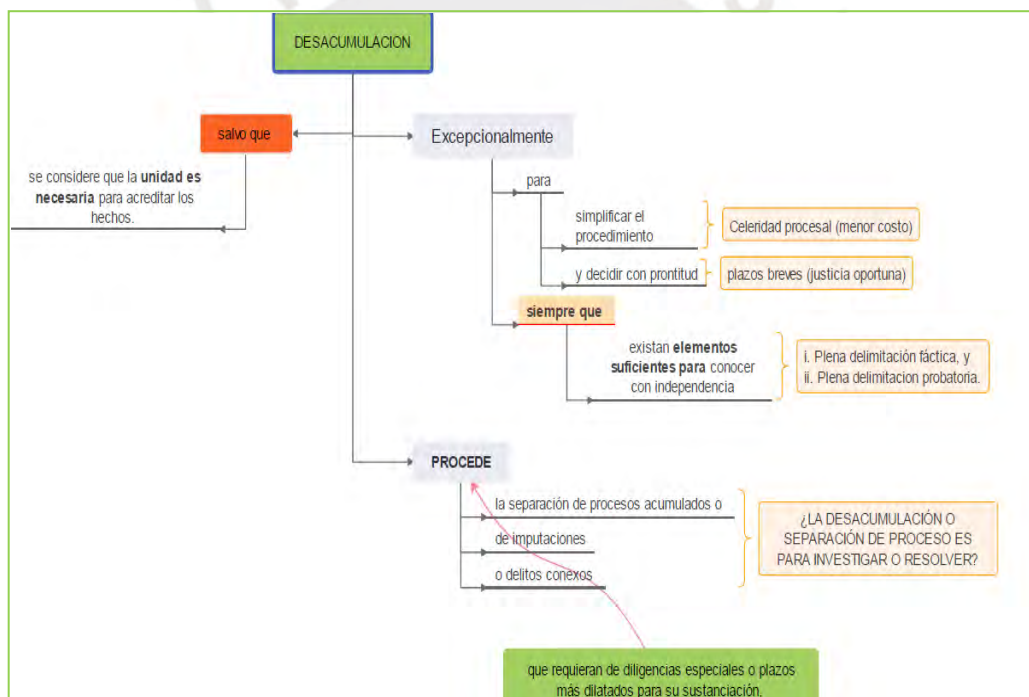 DESACUMULACION
salvo que
se considere que la unidad es
necesaria para acreditar los
hechos.
Excepcionalmente
para
simplificar el
procedimiento
Celeridad procesal (menor costo)
y decidir con prontitud
plazos breves (justicia oportuna)
siempre que
existan elementos
suficientes para conocer
con independencia
i. Plena delimitación fáctica, y
ii. Plena delimitacion probatoria.
PROCEDE
la separación de procesos acumulados o
de imputaciones
o delitos conexos
¿LA DESACUMULACIÓN O
SEPARACIÓN DE PROCESO ES
PARA INVESTIGAR O RESOLVER?
que requieran de diligencias especiales o plazos
más dilatados para su sustanciación,